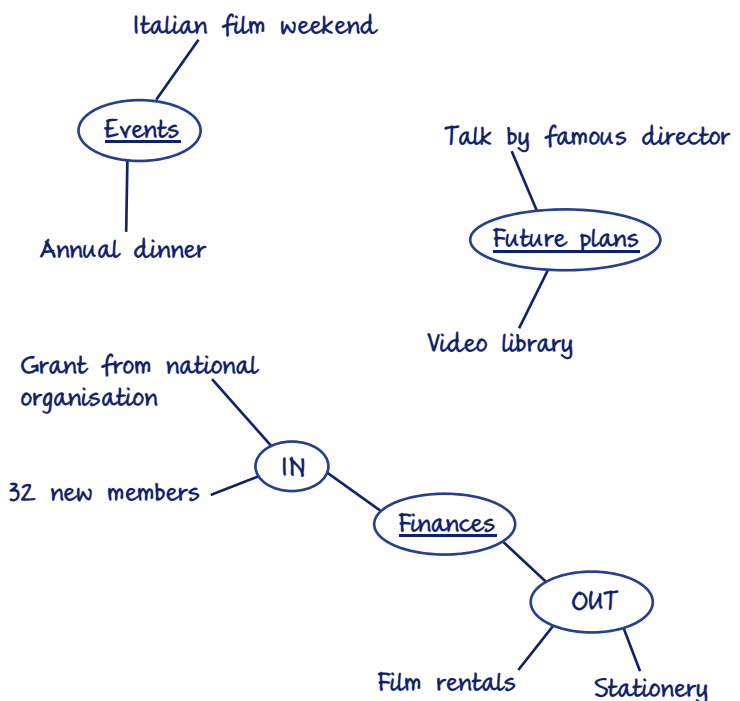 Italian film weekend
Events
Annual dinner
Talk by famous director
Future plans
Video library
Grant from national
organisation
IN
32 new members
Finances
OUT
Film rentals
Stationery